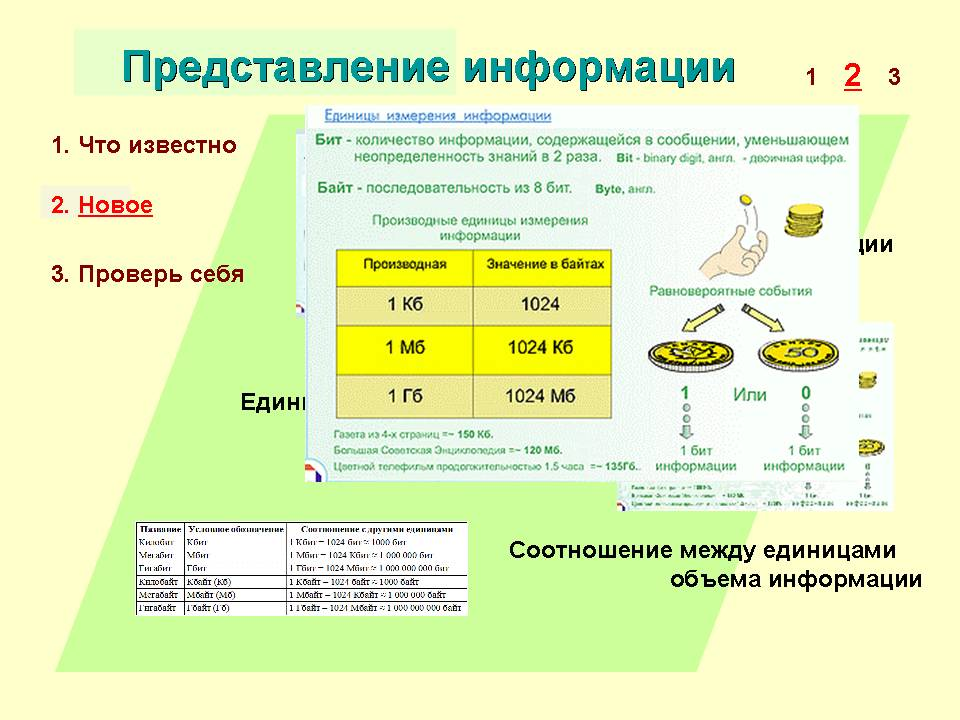 Представление информации
1 2 3
1. Что известно
2. Новое
3. Проверь себя
Единицы измерения информации
Бит - количество информации, содержащейся в сообщении, уменьшающем
неопределенность знаний в 2 раза. Bit - binary digit, англ. - двоичная цифра.
Байт - последовательность из 8 бит. Byte, англ.
Производные единицы измерения
информации
Производная Значение в байтах
1 Кб 1024
1 Мб 1024 Кб
1 Гб 1024 Мб
Газета из 4-х страниц =~ 150 Кб.
Большая Советская Энциклопедия =~ 120 Мб.
Цветной телефильм продолжительностью 1.5 часа =~ 135Гб..
Равновероятные события
50
1 Или 0
1 бит 1 бит
информации информации
Название Условное обозначение Соотношение с другими единицами
Килобит Кбит 1 Кбит = 1024 бит ≈ 1000 бит
Мегабит Мбит 1 Мбит = 1024 Кбит ≈ 1 000 000 бит
Гигабит Гбит 1 Гбит = 1024 Мбит ≈ 1 000 000 000 бит
Килобайт Кбайт (Кб) 1 Кбайт = 1024 байт ≈ 1000 байт
Мегабайт Мбайт (Мб) 1 Мбайт = 1024 Кбайт ≈ 1 000 000 байт
Гигабайт Гбайт (Гб) 1 Гбайт = 1024 Мбайт ≈ 1 000 000 000 байт
Соотношение между единицами
объема информации